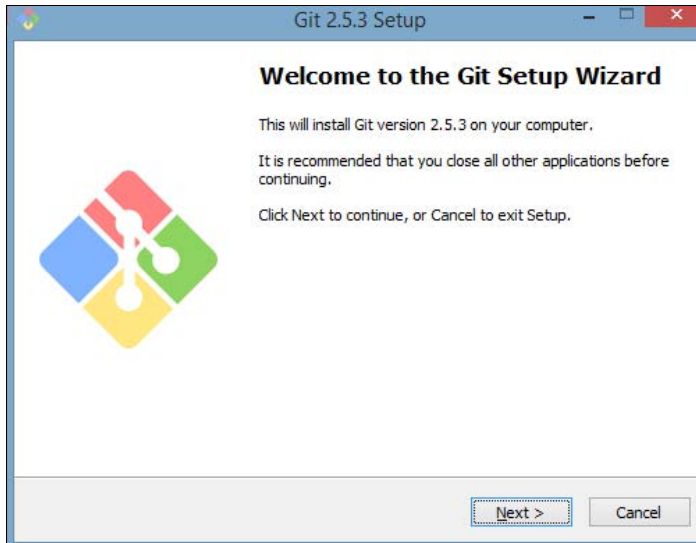 Git 2.5.3 Setup
Welcome to the Git Setup Wizard
This will install Git version 2.5.3 on your computer.
It is recommended that you close all other applications before
continuing.
Click Next to continue, or Cancel to exit Setup.
Next >
Cancel